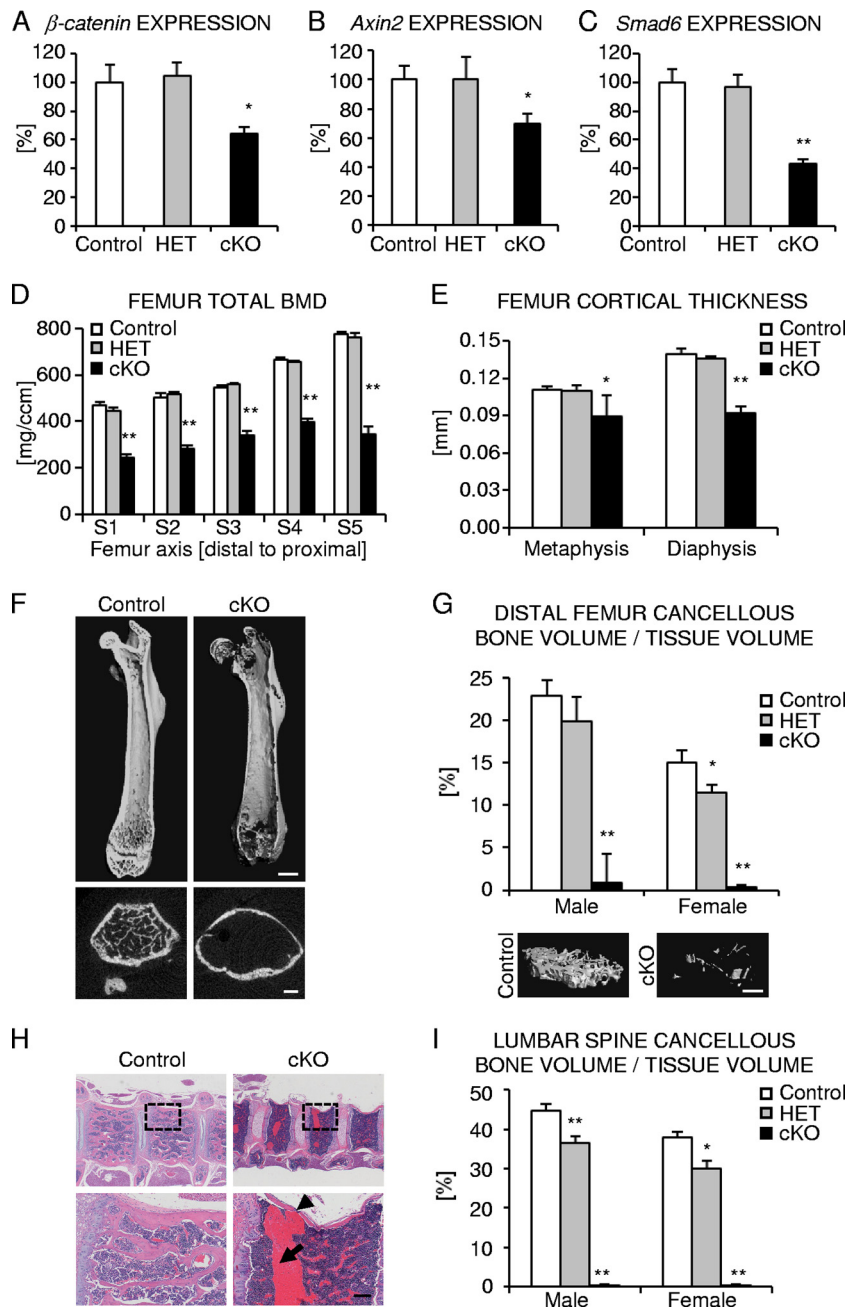 A β-catenin EXPRESSION
120
100
80
60
40
20
0
[%]
*
Control HET cKO
B Axin2 EXPRESSION
120
100
80
60
40
20
0
[%]
*
Control HET cKO
C Smad6 EXPRESSION
120
100
80
60
40
20
0
[%]
**
Control HET cKO
D FEMUR TOTAL BMD
800
600
400
200
0
[mg/ccm]
Control
HET
cKO
** ** ** ** **
S1 S2 S3 S4 S5
Femur axis [distal to proximal]
E FEMUR CORTICAL THICKNESS
0.15
0.12
0.09
0.06
0.03
0.00
[mm]
* **
Metaphysis Diaphysis
F
Control cKO
G DISTAL FEMUR CANCELLOUS
BONE VOLUME / TISSUE VOLUME
25
20
15
10
5
0
[%]
Control
HET
cKO
** * **
Male Female
Control cKO
H
Control cKO
I LUMBAR SPINE CANCELLOUS
BONE VOLUME / TISSUE VOLUME
50
40
30
20
10
0
[%]
Control
HET
cKO
** ** * **
Male Female